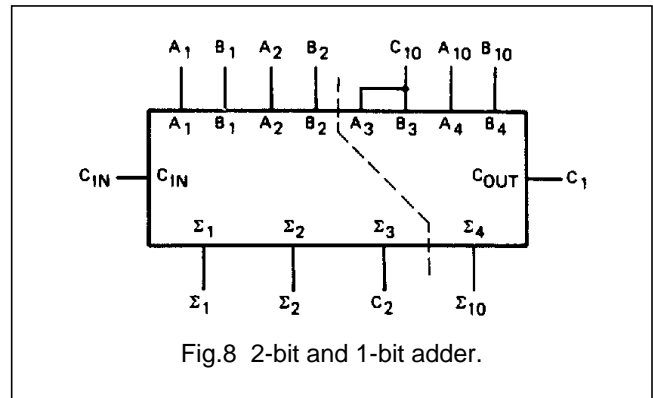 A1 B1 A2 B2 C10 A10 B10
A1 B1 A2 B2 A3 B3 A4 B4
CIN CIN COUT C1
Σ1 Σ2 Σ3 Σ4
Σ1 Σ2 C2 Σ10
Fig.8 2-bit and 1-bit adder.